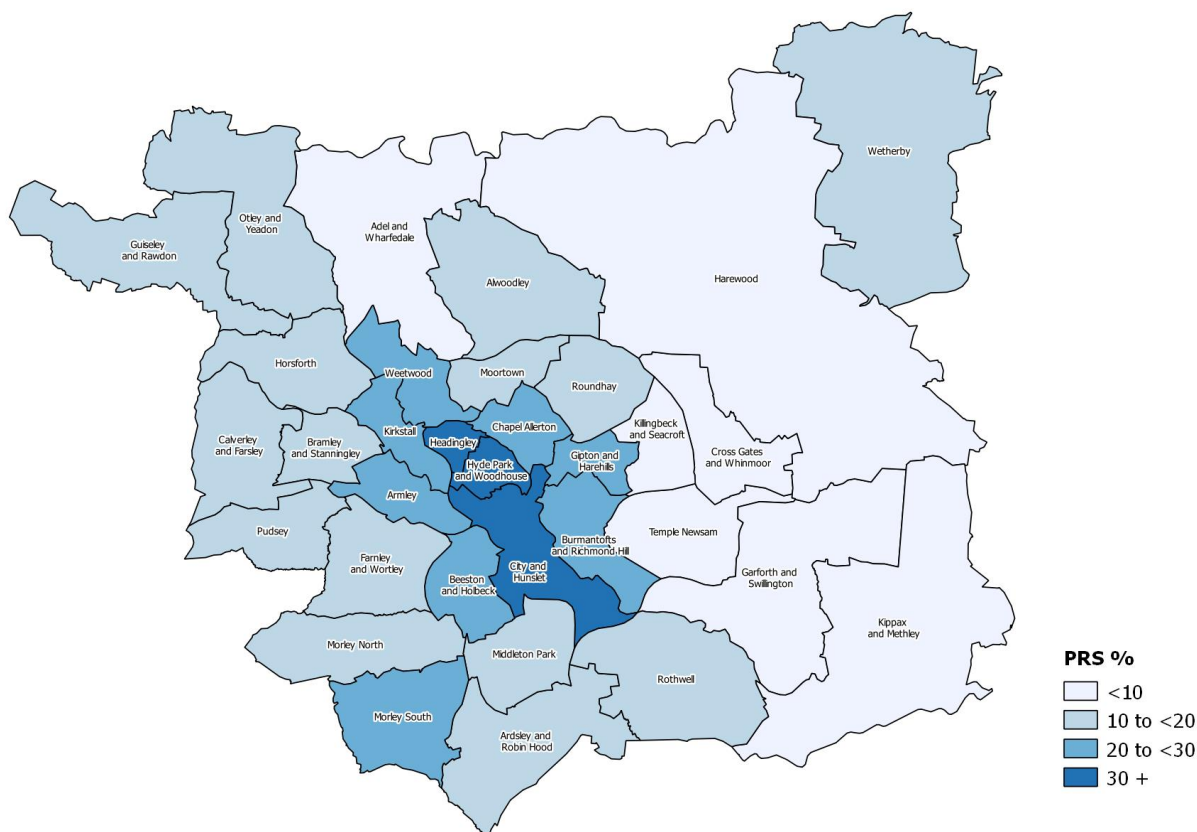 Wetherby
Otley and
Yeadon
Adel and
Wharfedale
Guiseley
and Rawdon
Harewood
Alwoodley
Horsforth
Weetwood
Moortown
Roundhay
Calverley
and Farsley
Bramley
and Stanningley
Kirkstall
Headingley
Chapel Allerton
Killingbeck
and Seacroft
Cross Gates
and Whinmoor
Hyde Park
and Woodhouse
Gipton and
Harehills
Armley
Pudsey
Temple Newsam
Burmantofts
and Richmond Hill
Farnley
and Wortley
Beeston
and Holbeck
City and
Hunslet
Garforth and
Swillington
Kippax
and Methley
Morley North
Middleton Park
Rothwell
Morley South
Ardsley and
Robin Hood
PRS %
<10
10 to <20
20 to <30
30 +